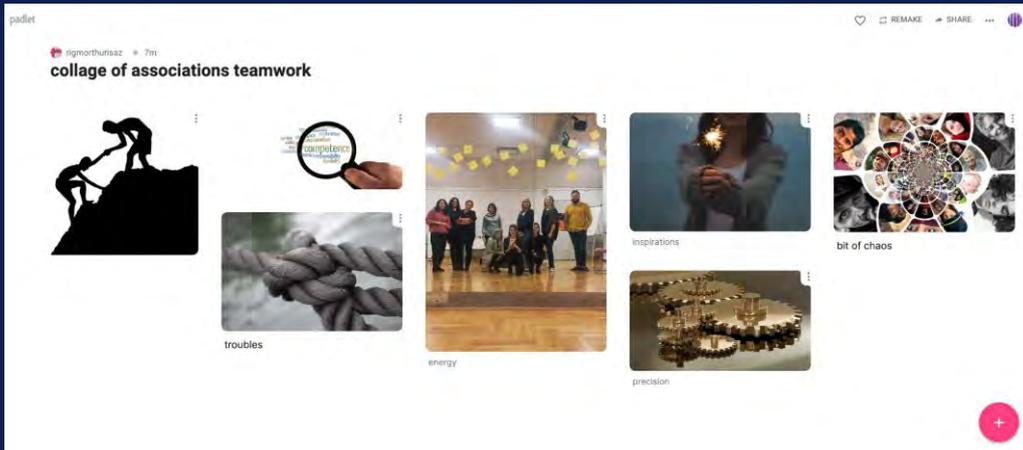 padlet
REMAKE SHARE
rigmorthurisaz 7m
collage of associations teamwork
competence
troubles
energy
inspirations
precision
bit of chaos